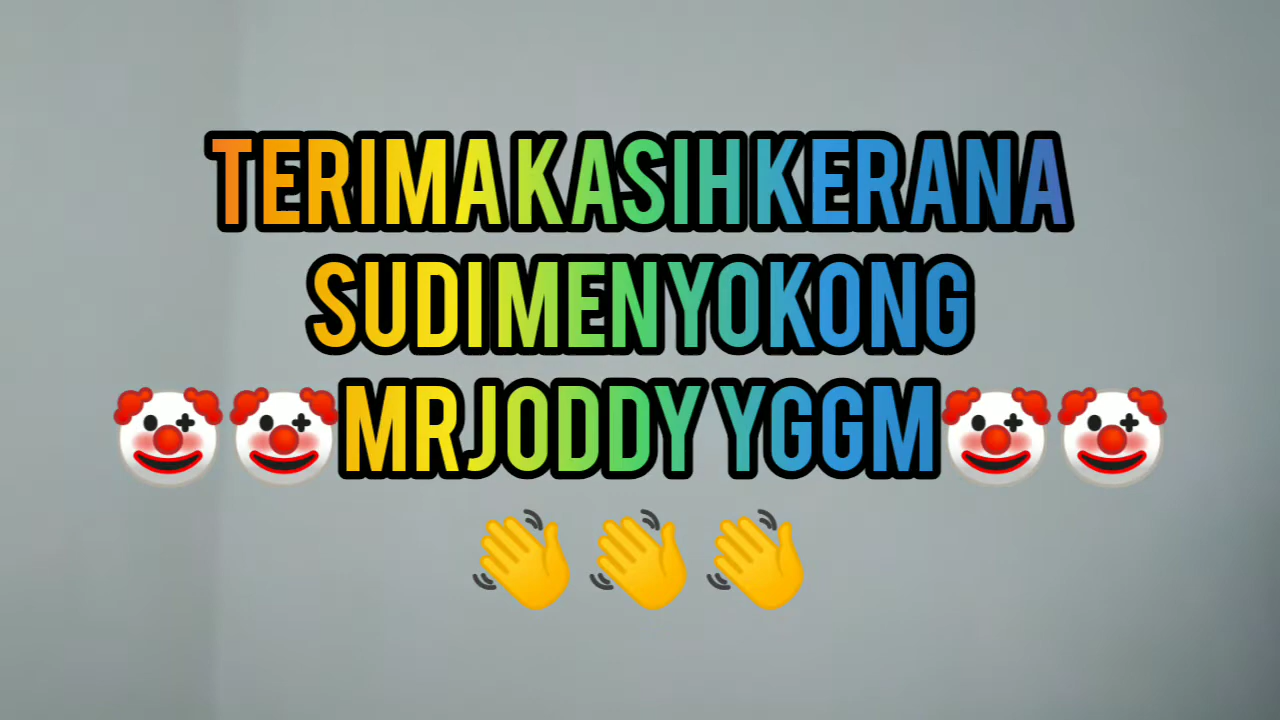 TERIMA KASIH KERANA
SUDI MENYOKONG
🤡🤡MRJODDY YGGM🤡🤡
👋👋👋